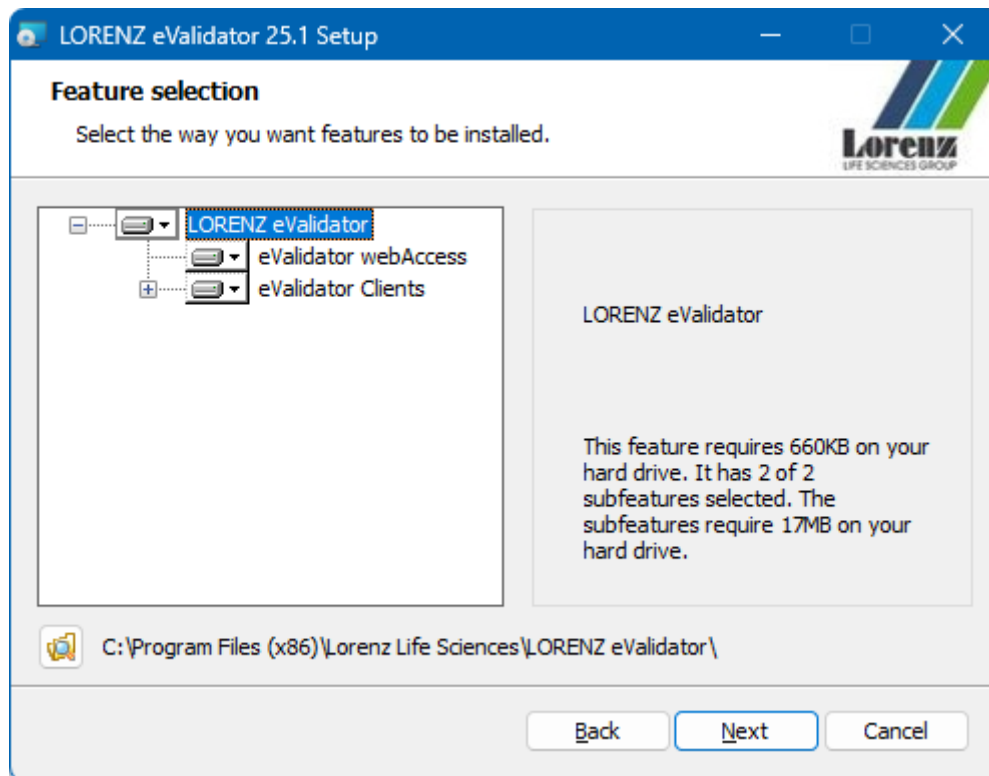 LORENZ eValidator 25.1 Setup
Feature selection
Select the way you want features to be installed.
Lorenz
LIFE SCIENCES GROUP
LORENZ eValidator
eValidator webAccess
eValidator Clients
LORENZ eValidator
This feature requires 660KB on your
hard drive. It has 2 of 2
subfeatures selected. The
subfeatures require 17MB on your
hard drive.
C:\Program Files (x86)\Lorenz Life Sciences\LORENZ eValidator\
Back
Next
Cancel